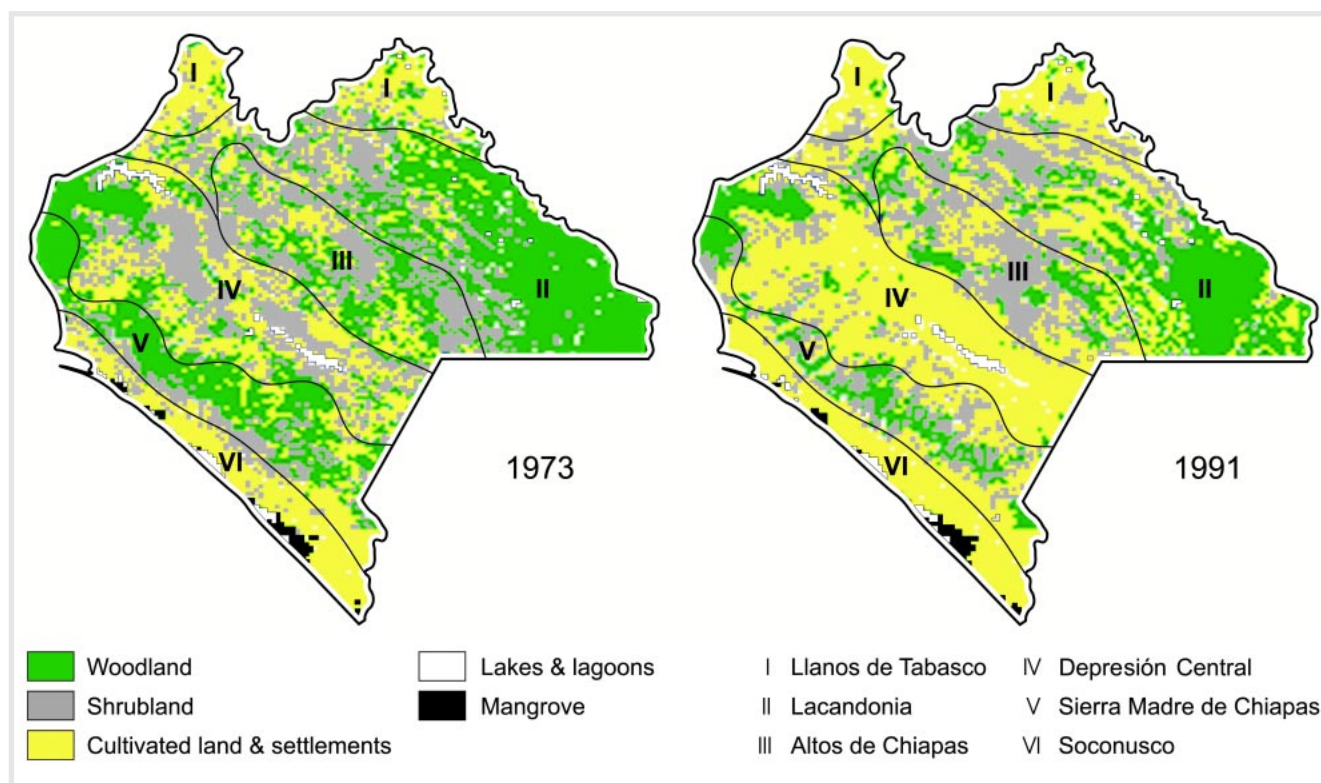 I
I
II
III
IV
V
VI
1973
I
I
II
III
IV
V
VI
1991
Woodland
Shrubland
Cultivated land & settlements
Lakes & lagoons
Mangrove
I Llanos de Tabasco
II Lacandonia
III Altos de Chiapas
IV Depresión Central
V Sierra Madre de Chiapas
VI Soconusco